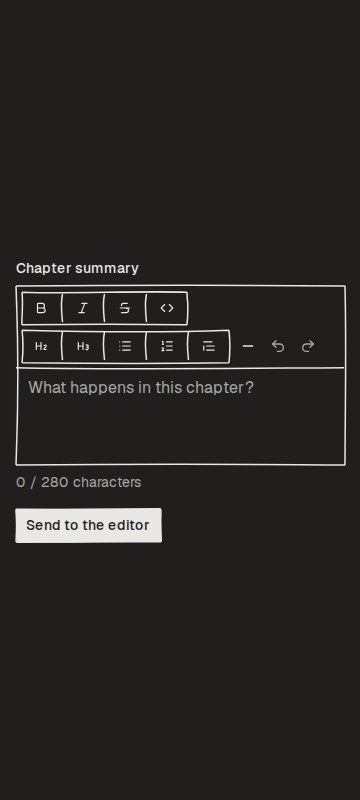 Chapter summary
B I S <>
H2 H3
What happens in this chapter?
0 / 280 characters
Send to the editor